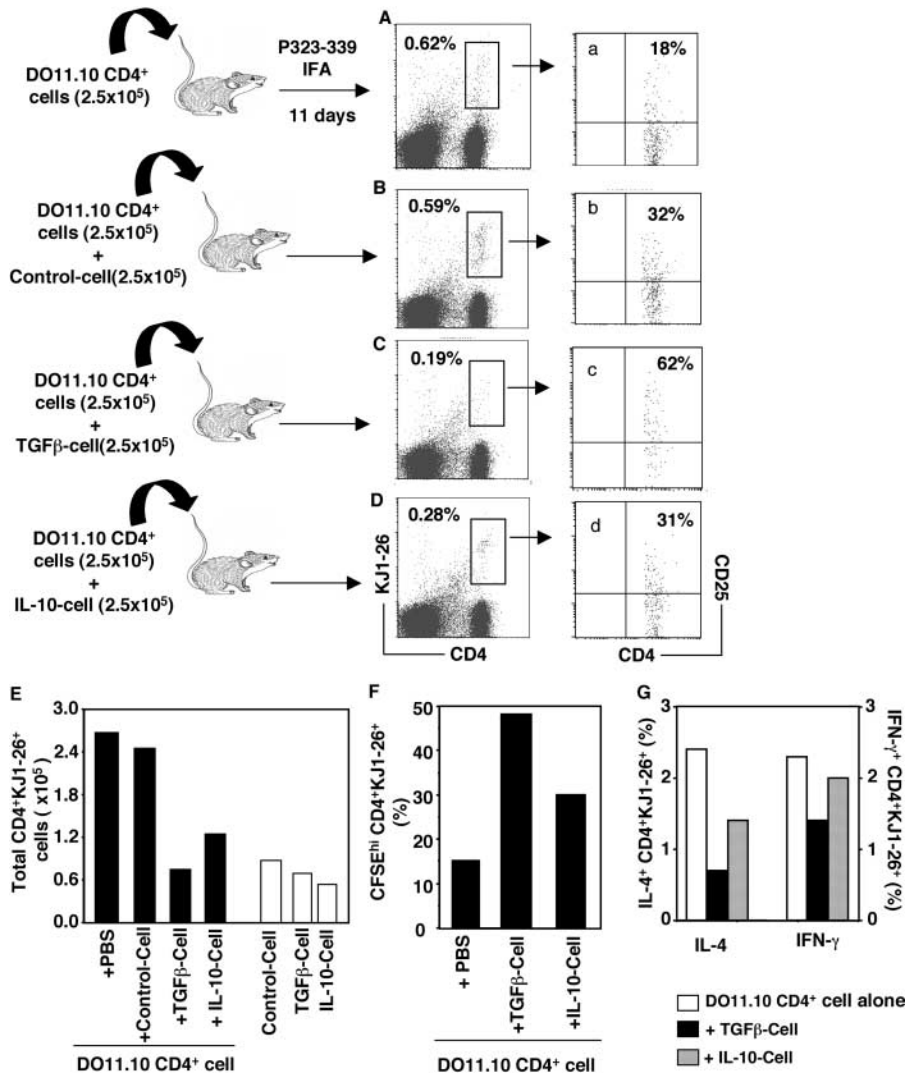 A
P323-339
IFA
11 days
DO11.10 CD4⁺
cells (2.5x10⁵)
0.62%
a
18%
B
DO11.10 CD4⁺
cells (2.5x10⁵)
+
Control-cell(2.5x10⁵)
0.59%
b
32%
C
DO11.10 CD4⁺
cells (2.5x10⁵)
+
TGFβ-cell(2.5x10⁵)
0.19%
c
62%
D
DO11.10 CD4⁺
cells (2.5x10⁵)
+
IL-10-cell (2.5x10⁵)
0.28%
d
31%
KJ1-26
CD4
CD25
CD4
E
Total CD4⁺KJ1-26⁺
cells ( x10⁵)
3.0
2.4
1.8
1.2
0.6
0.0
+PBS
+Control-Cell
+TGFβ-Cell
+ IL-10-Cell
Control-Cell
TGFβ-Cell
IL-10-Cell
DO11.10 CD4⁺ cell
F
CFSEʰⁱ CD4⁺KJ1-26⁺
(%)
50
40
30
20
10
0
+ PBS
+TGFβ-Cell
+IL-10-Cell
DO11.10 CD4⁺ cell
G
IL-4⁺ CD4⁺KJ1-26⁺ (%)
3
2
1
0
IL-4
IFN-γ
3
2
1
0
IFN-γ⁺ CD4⁺
KJ1-26⁺ (%)
DO11.10 CD4⁺ cell alone
+ TGFβ-Cell
+ IL-10-Cell